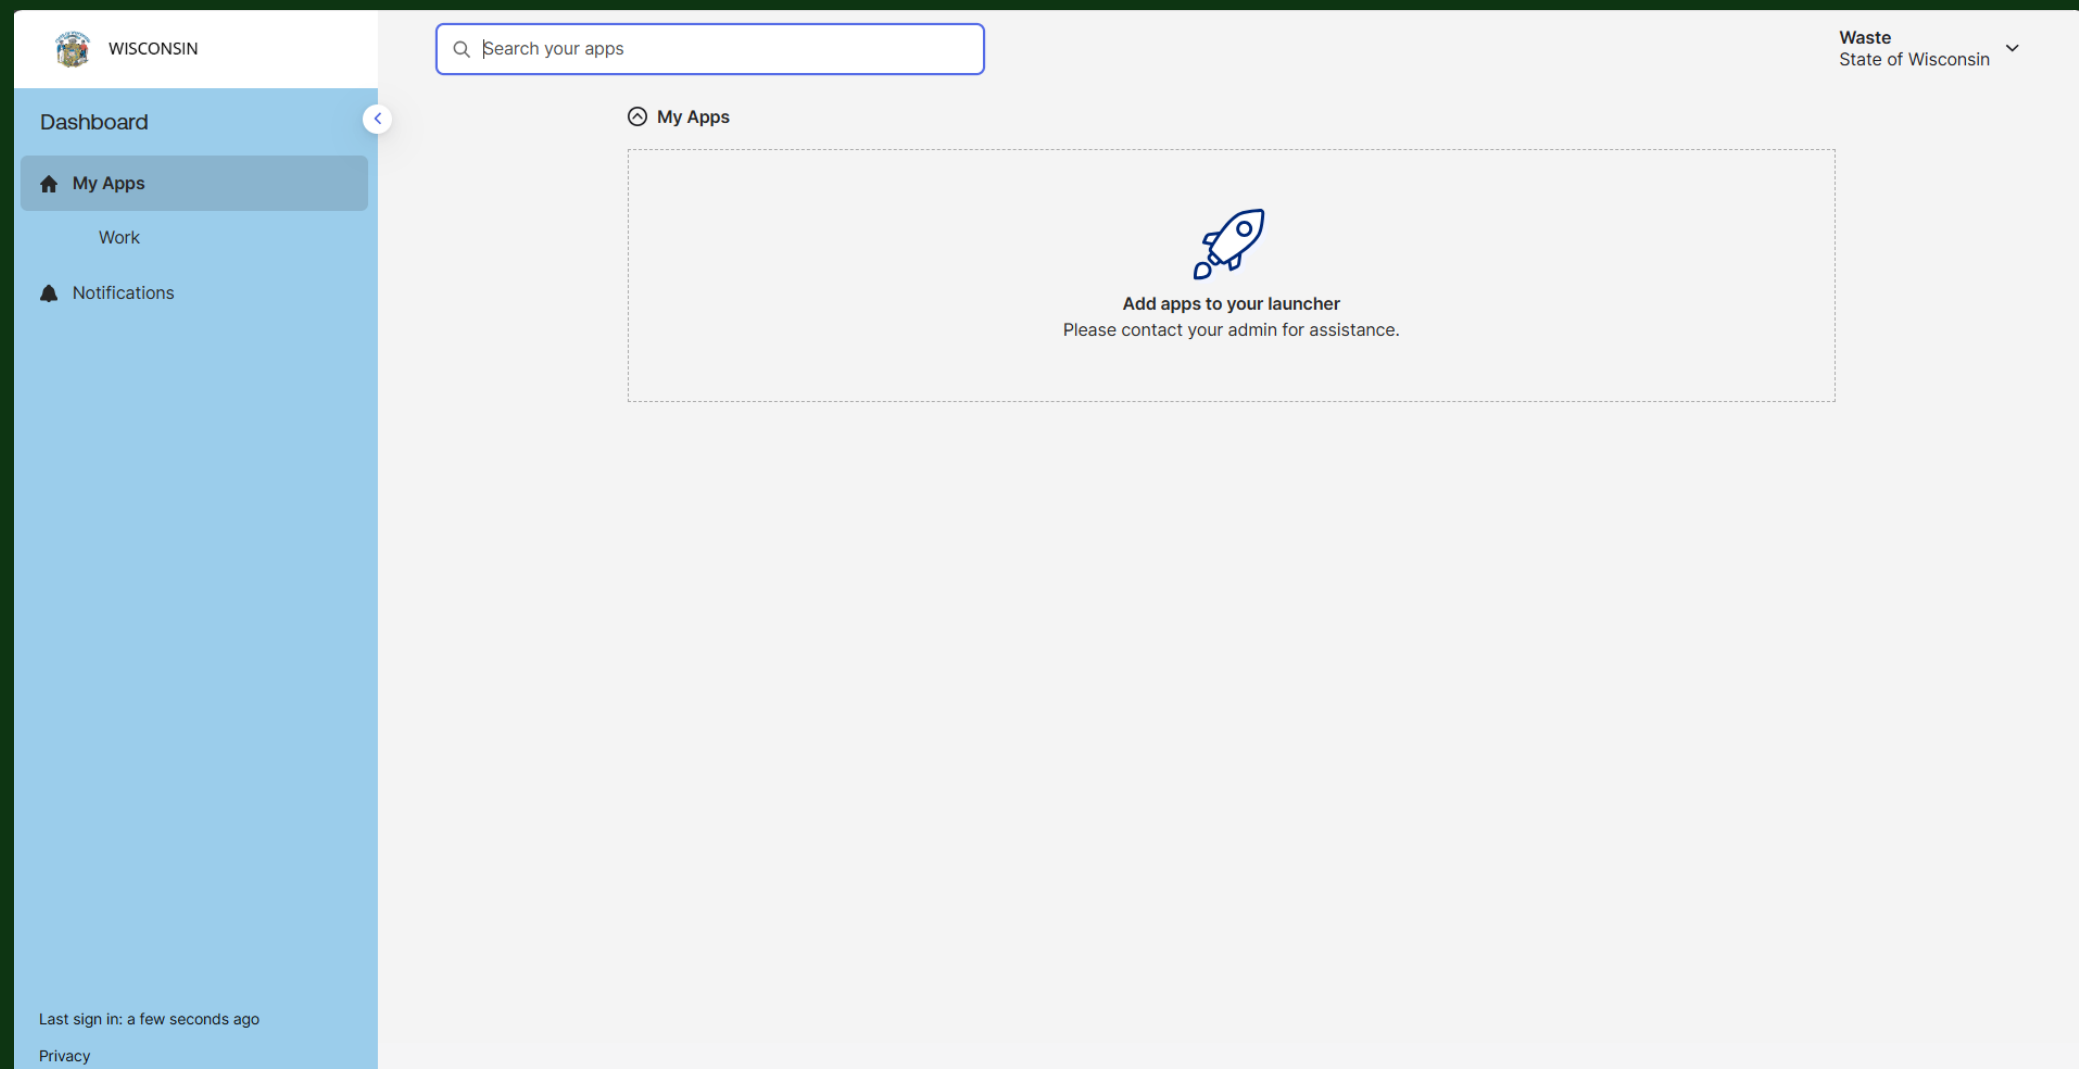 WISCONSIN
Search your apps
Waste
State of Wisconsin
Dashboard
My Apps
Work
Notifications
My Apps
Add apps to your launcher
Please contact your admin for assistance.
Last sign in: a few seconds ago
Privacy